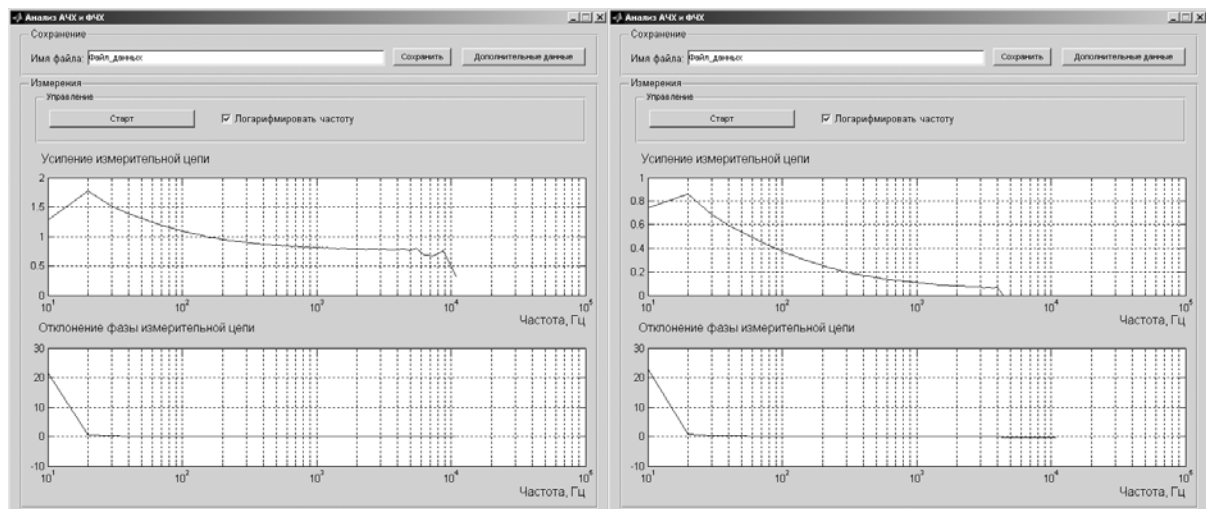 Анализ АЧХ и ФЧХ
Сохранение
Имя файла: Файл_данных
Сохранить
Дополнительные данные
Измерения
Управление
Старт
Логарифмировать частоту
Усиление измерительной цепи
2
1.5
1
0.5
0
10^1 10^2 10^3 10^4 10^5
Частота, Гц
Отклонение фазы измерительной цепи
30
20
10
0
-10
10^1 10^2 10^3 10^4 10^5
Частота, Гц
Анализ АЧХ и ФЧХ
Сохранение
Имя файла: Файл_данных
Сохранить
Дополнительные данные
Измерения
Управление
Старт
Логарифмировать частоту
Усиление измерительной цепи
1
0.8
0.6
0.4
0.2
0
10^1 10^2 10^3 10^4 10^5
Частота, Гц
Отклонение фазы измерительной цепи
30
20
10
0
-10
10^1 10^2 10^3 10^4 10^5
Частота, Гц